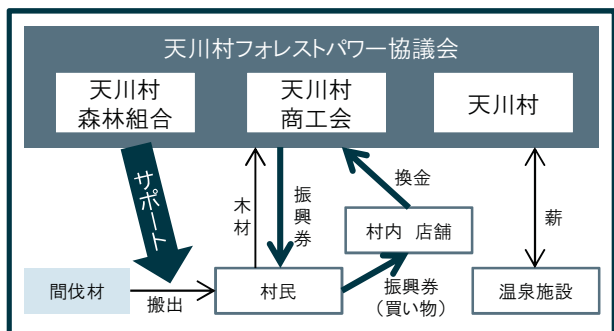 天川村フォレストパワー協議会
天川村
森林組合
天川村
商工会
天川村
サポート
木材
振興券
換金
村内 店舗
薪
間伐材
搬出
村民
振興券
(買い物)
温泉施設